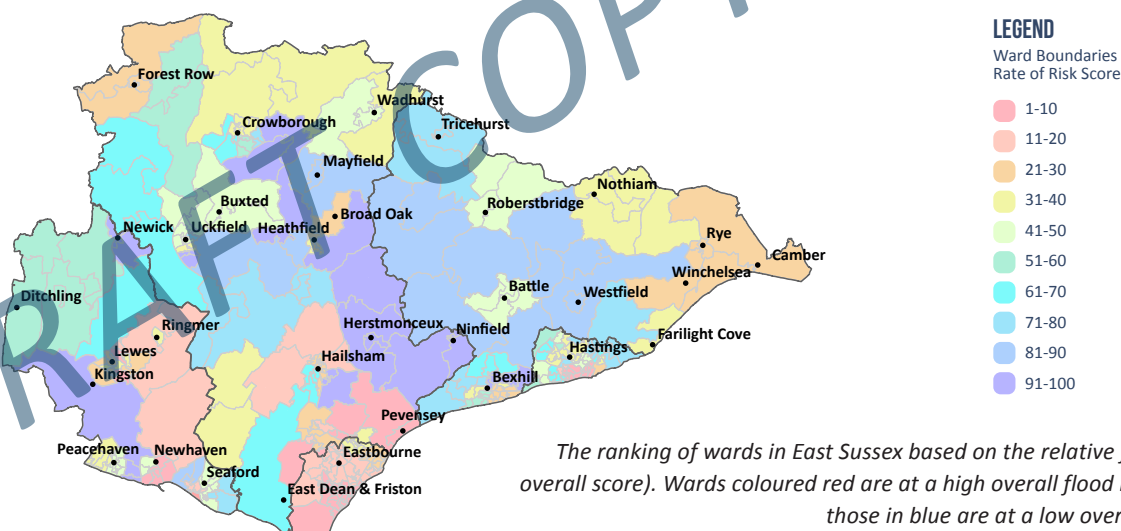 RAFT COP
Forest Row
Wadhurst
Crowborough
Tricehurst
Mayfield
Nothiam
Buxted
Roberstbridge
Broad Oak
Newick
Uckfield
Heathfield
Rye
Camber
Winchelsea
Ditchling
Battle
Westfield
Ringmer
Herstmonceux
Ninfield
Farilight Cove
Lewes
Hailsham
Hastings
Kingston
Bexhill
Pevensey
Peacehaven
Newhaven
Eastbourne
Seaford
East Dean & Friston
LEGEND
Ward Boundaries
Rate of Risk Score
1-10
11-20
21-30
31-40
41-50
51-60
61-70
71-80
81-90
91-100
The ranking of wards in East Sussex based on the relative
overall score). Wards coloured red are at a high overall flood
those in blue are at a low over